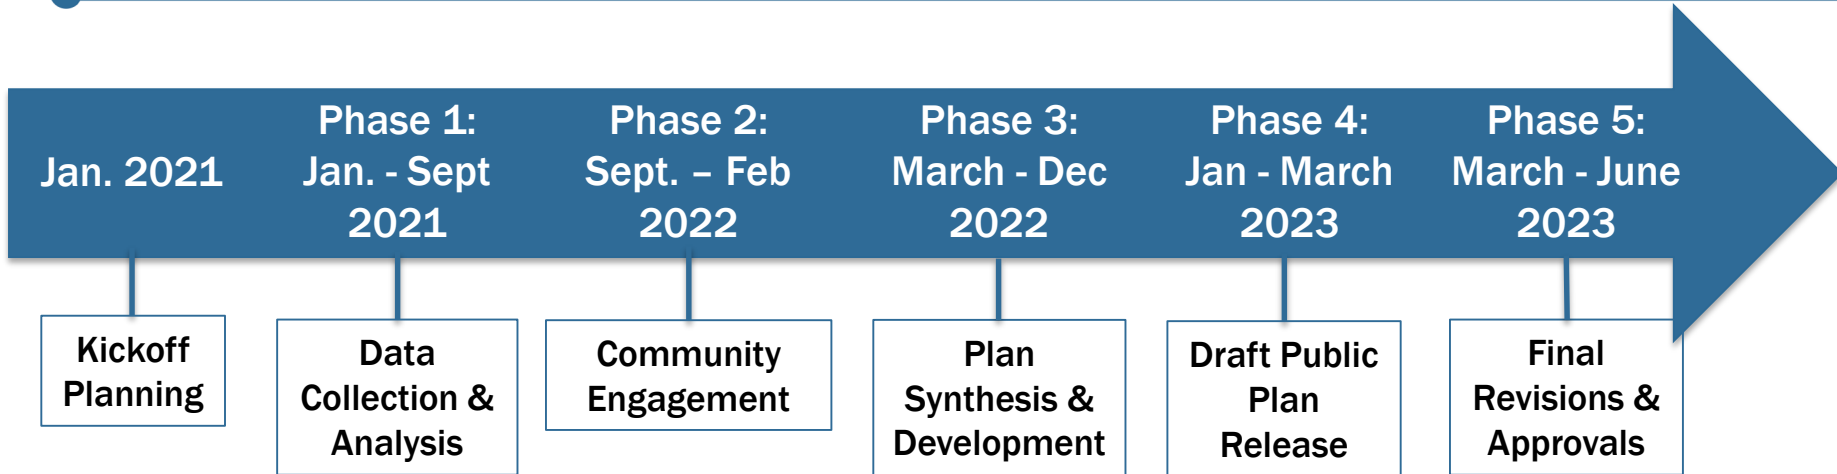 Jan. 2021
Phase 1:
Jan. - Sept
2021
Phase 2:
Sept. – Feb
2022
Phase 3:
March - Dec
2022
Phase 4:
Jan - March
2023
Phase 5:
March - June
2023
Kickoff
Planning
Data
Collection &
Analysis
Community
Engagement
Plan
Synthesis &
Development
Draft Public
Plan
Release
Final
Revisions &
Approvals